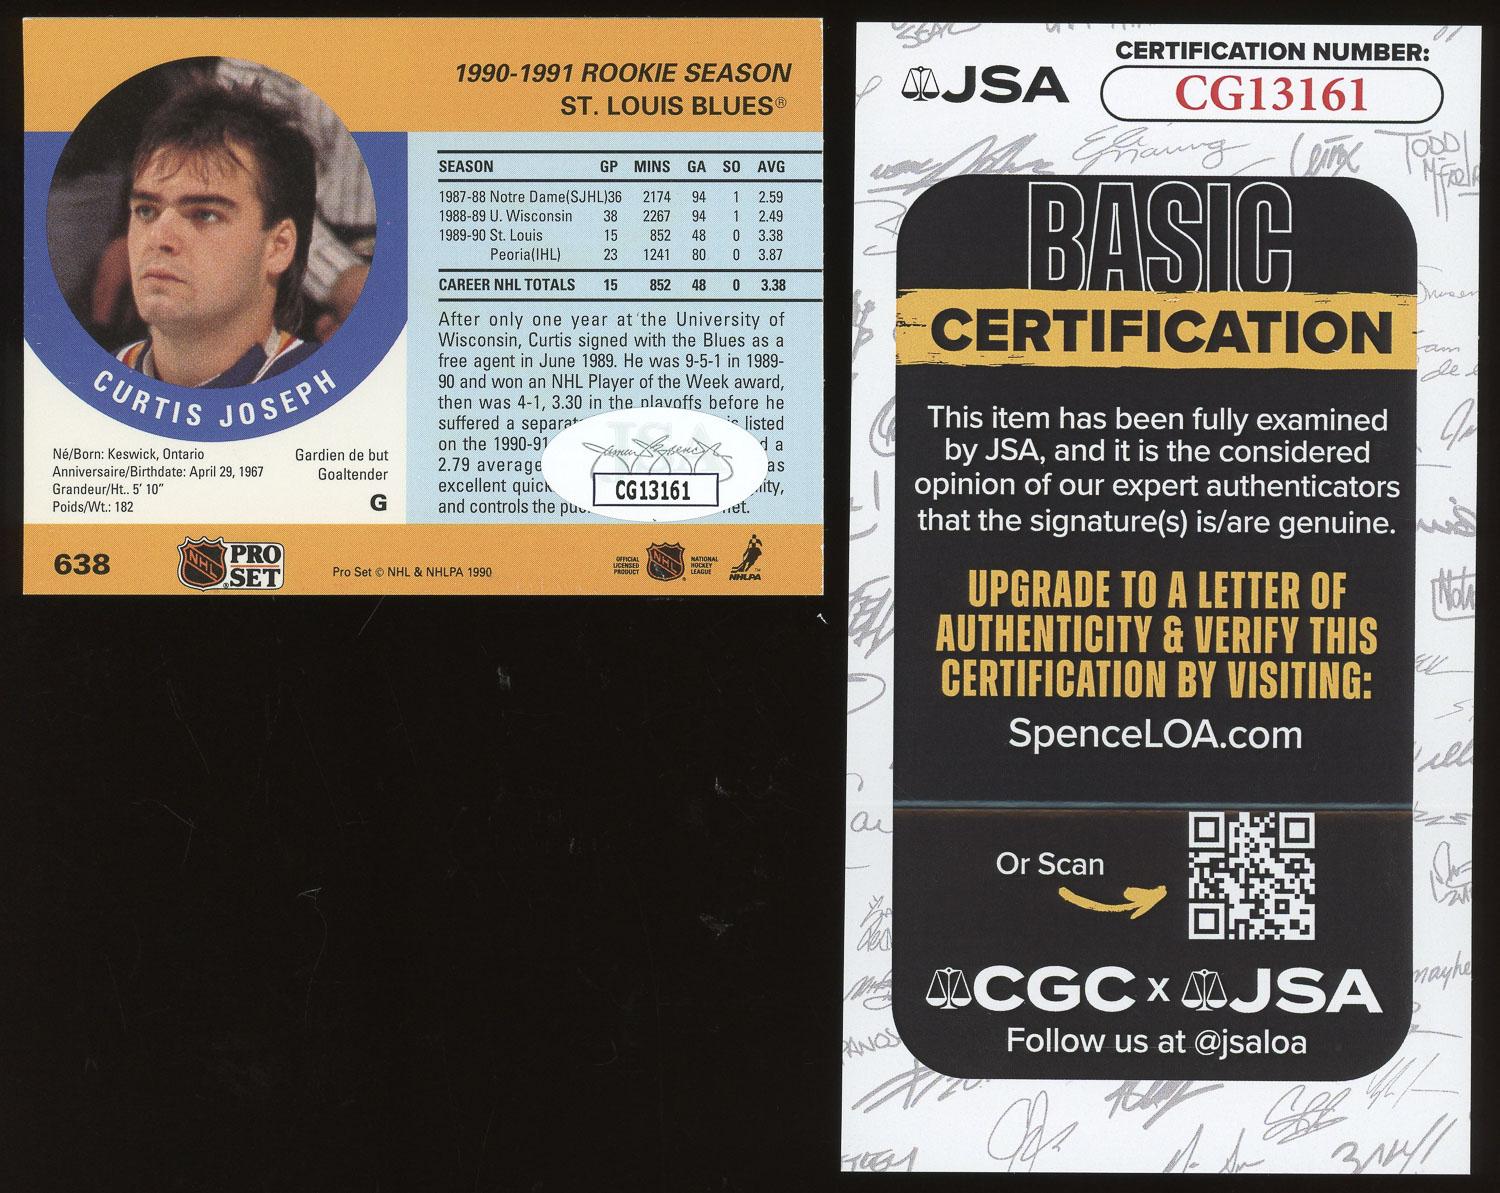 1990-1991 ROOKIE SEASON
ST. LOUIS BLUES®
SEASON GP MINS GA SO AVG
1987-88 Notre Dame(SJHL)36 2174 94 1 2.59
1988-89 U. Wisconsin 38 2267 94 1 2.49
1989-90 St. Louis 15 852 48 0 3.38
Peoria(IHL) 23 1241 80 0 3.87
CAREER NHL TOTALS 15 852 48 0 3.38
After only one year at the University of
Wisconsin, Curtis signed with the Blues as a
free agent in June 1989. He was 9-5-1 in 1989-
90 and won an NHL Player of the Week award,
then was 4-1, 3.30 in the playoffs before he
suffered a separat listed
on the 1990-91 d a
2.79 average as
excellent quick ity,
and controls the pu net.
JSA
CG13161
CURTIS JOSEPH
Né/Born: Keswick, Ontario
Anniversaire/Birthdate: April 29, 1967
Grandeur/Ht.. 5' 10"
Poids/Wt.: 182
Gardien de but
Goaltender
G
638
NHL PRO
SET
Pro Set © NHL & NHLPA 1990
OFFICIAL
LICENSED
PRODUCT
NHL
NATIONAL
HOCKEY
LEAGUE
NHLPA™
JSA
CERTIFICATION NUMBER:
CG13161
BASIC
CERTIFICATION
This item has been fully examined
by JSA, and it is the considered
opinion of our expert authenticators
that the signature(s) is/are genuine.
UPGRADE TO A LETTER OF
AUTHENTICITY & VERIFY THIS
CERTIFICATION BY VISITING:
SpenceLOA.com
Or Scan
CGC x JSA
Follow us at @jsaloa